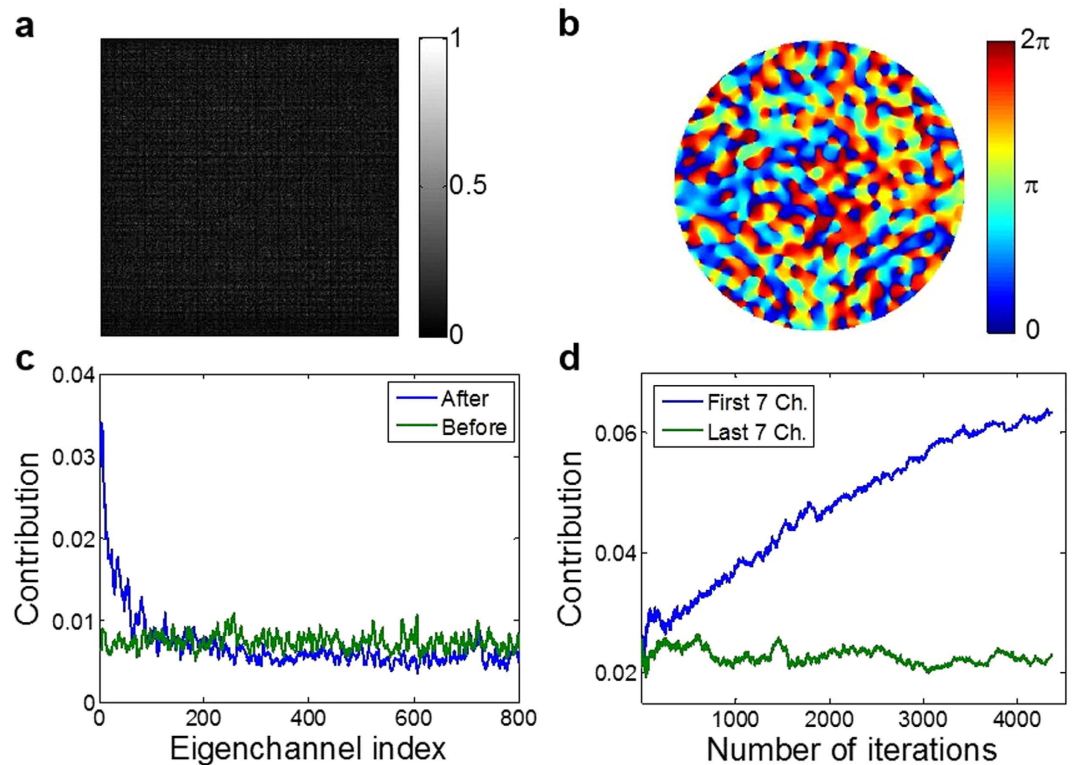 a
1
0.5
0
b
2π
π
0
c
0.04
0.03
0.02
0.01
0
Contribution
After
Before
0 200 400 600 800
Eigenchannel index
d
0.06
0.04
0.02
Contribution
First 7 Ch.
Last 7 Ch.
1000 2000 3000 4000
Number of iterations